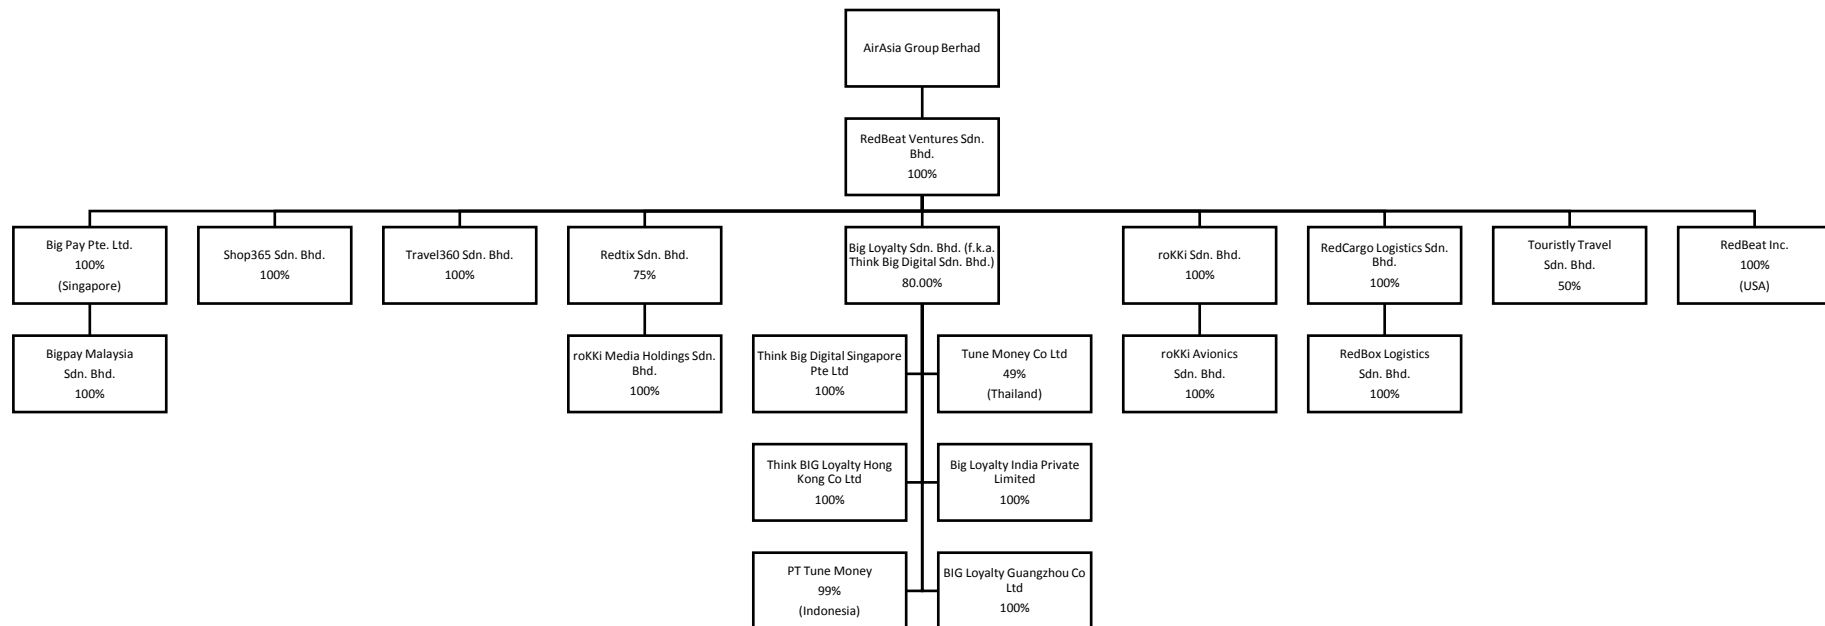 AirAsia Group Berhad
RedBeat Ventures Sdn.
Bhd.
100%
Big Pay Pte. Ltd.
100%
(Singapore)
Shop365 Sdn. Bhd.
100%
Travel360 Sdn. Bhd.
100%
Redtix Sdn. Bhd.
75%
Big Loyalty Sdn. Bhd. (f.k.a.
Think Big Digital Sdn. Bhd.)
80.00%
roKKi Sdn. Bhd.
100%
RedCargo Logistics Sdn.
Bhd.
100%
Touristly Travel
Sdn. Bhd.
50%
RedBeat Inc.
100%
(USA)
Bigpay Malaysia
Sdn. Bhd.
100%
roKKi Media Holdings Sdn.
Bhd.
100%
Think Big Digital Singapore
Pte Ltd
100%
Tune Money Co Ltd
49%
(Thailand)
roKKi Avionics
Sdn. Bhd.
100%
RedBox Logistics
Sdn. Bhd.
100%
Think BIG Loyalty Hong
Kong Co Ltd
100%
Big Loyalty India Private
Limited
100%
PT Tune Money
99%
(Indonesia)
BIG Loyalty Guangzhou Co
Ltd
100%